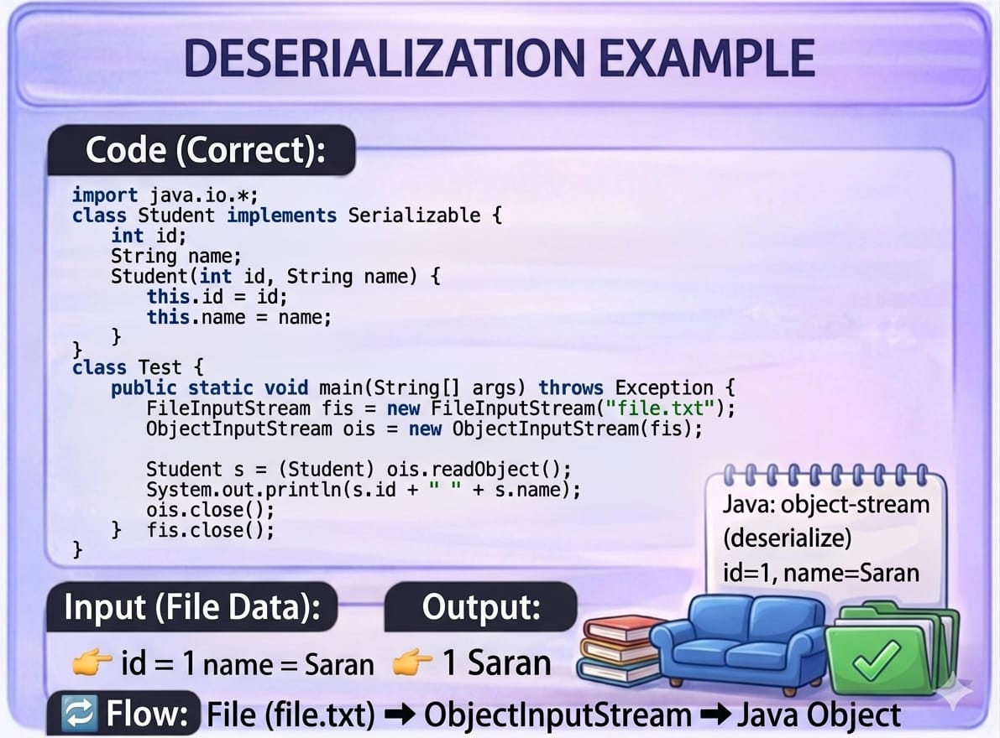 DESERIALIZATION EXAMPLE
Code (Correct):
import java.io.*;
class Student implements Serializable {
int id;
String name;
Student(int id, String name) {
this.id = id;
this.name = name;
}
}
class Test {
public static void main(String[] args) throws Exception {
FileInputStream fis = new FileInputStream("file.txt");
ObjectInputStream ois = new ObjectInputStream(fis);
Student s = (Student) ois.readObject();
System.out.println(s.id + " " + s.name);
ois.close();
} fis.close();
}
Java: object-stream
(deserialize)
id=1, name=Saran
Input (File Data):
👉 id = 1 name = Saran
Output:
👉 1 Saran
🔁 Flow: File (file.txt) ➡ ObjectInputStream ➡ Java Object